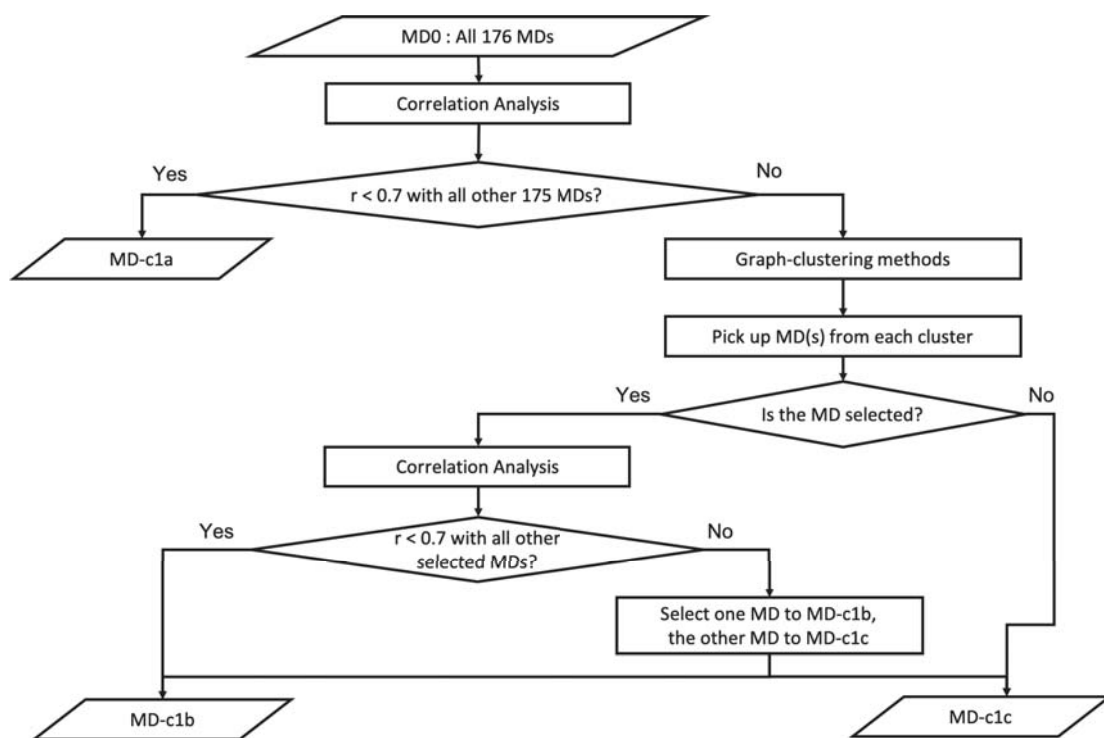 MD0 : All 176 MDs
Correlation Analysis
Yes
No
r < 0.7 with all other 175 MDs?
MD-c1a
Graph-clustering methods
Pick up MD(s) from each cluster
Yes
No
Is the MD selected?
Correlation Analysis
Yes
No
r < 0.7 with all other
selected MDs?
Select one MD to MD-c1b,
the other MD to MD-c1c
MD-c1b
MD-c1c